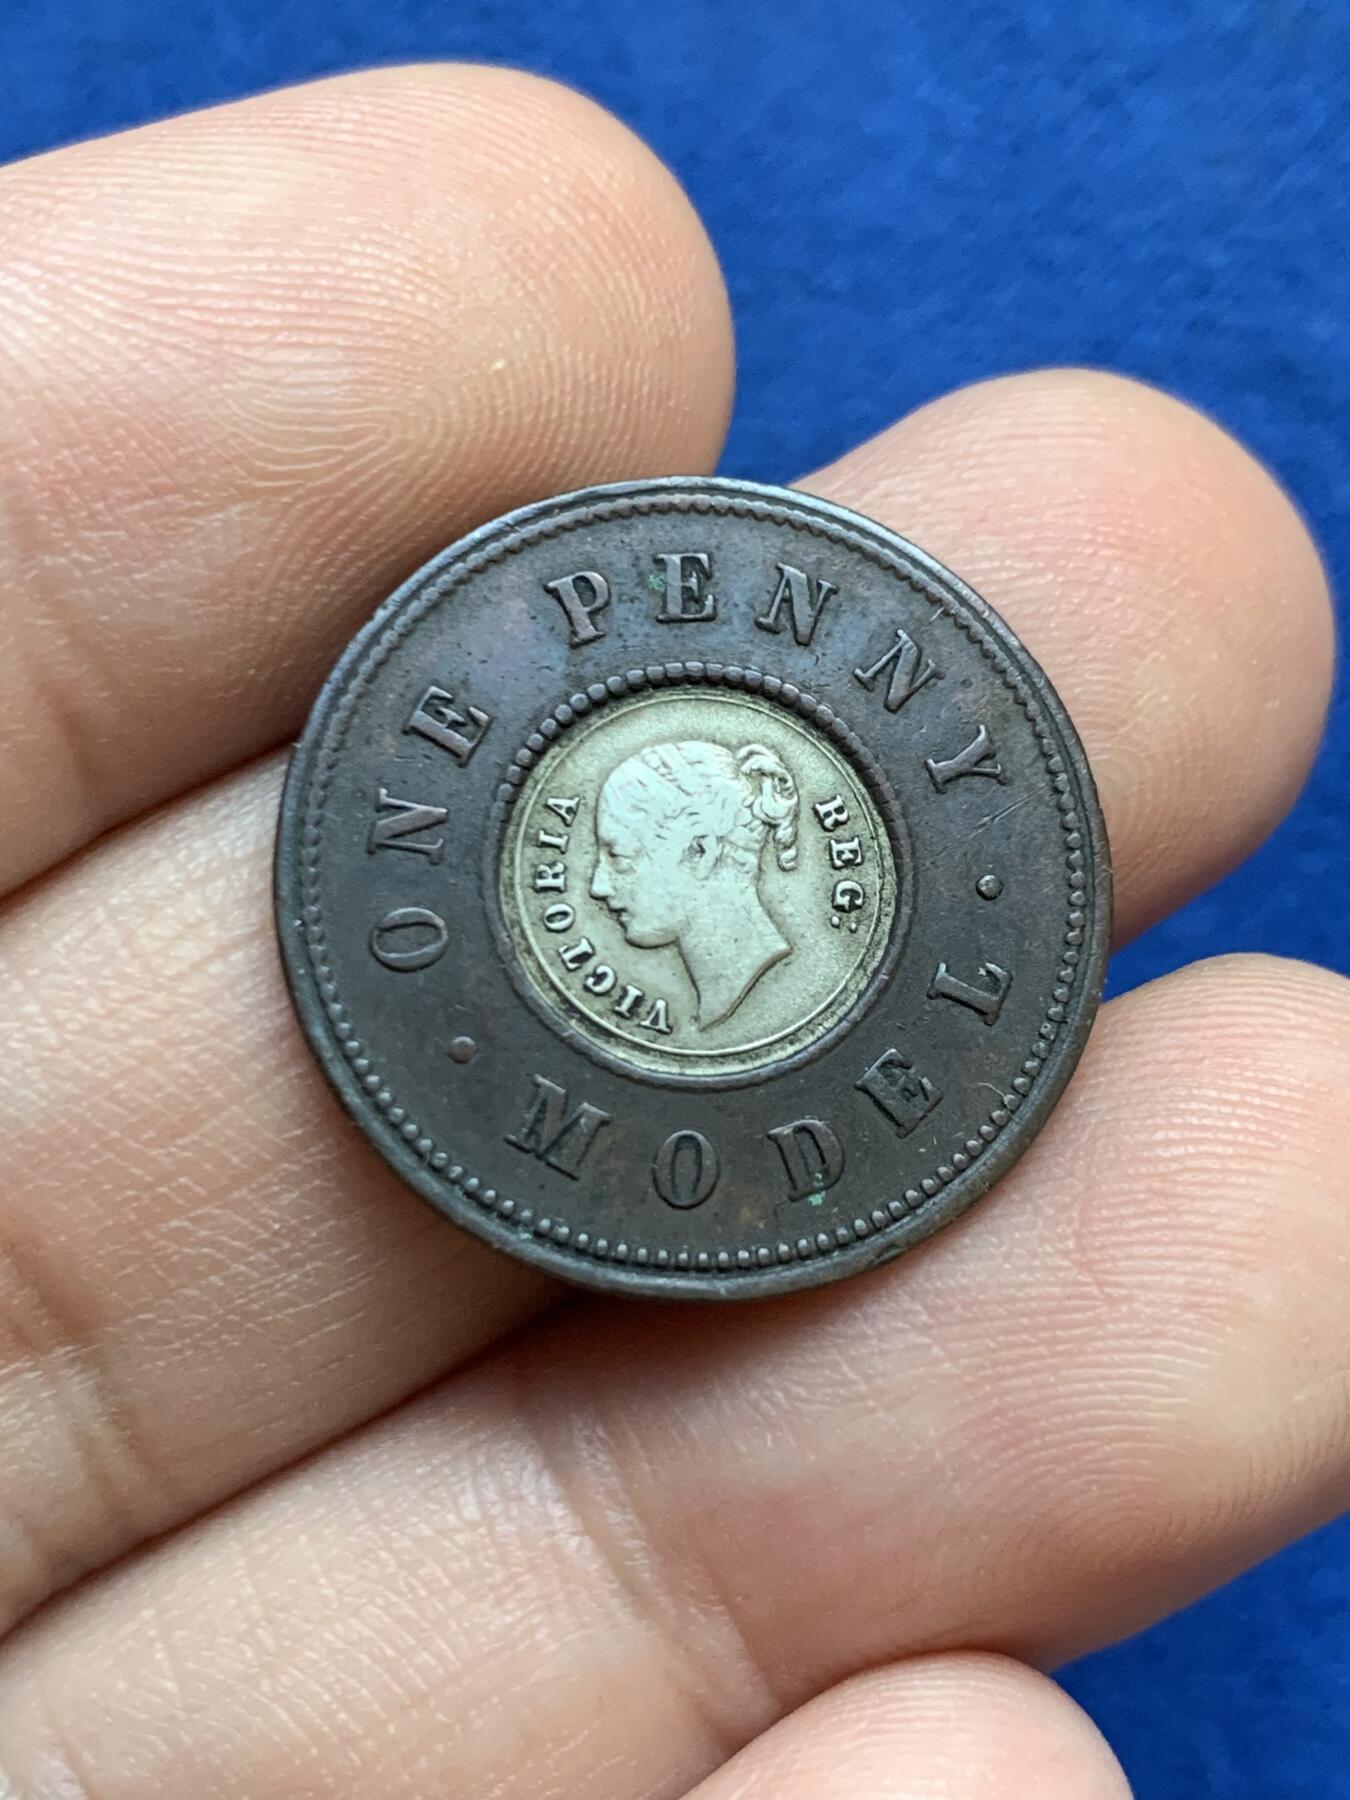 ONE PENNY
· MODEL ·
VICTORIA REG: